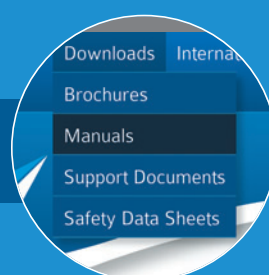 Downloads
Brochures
Manuals
Support Documents
Safety Data Sheets